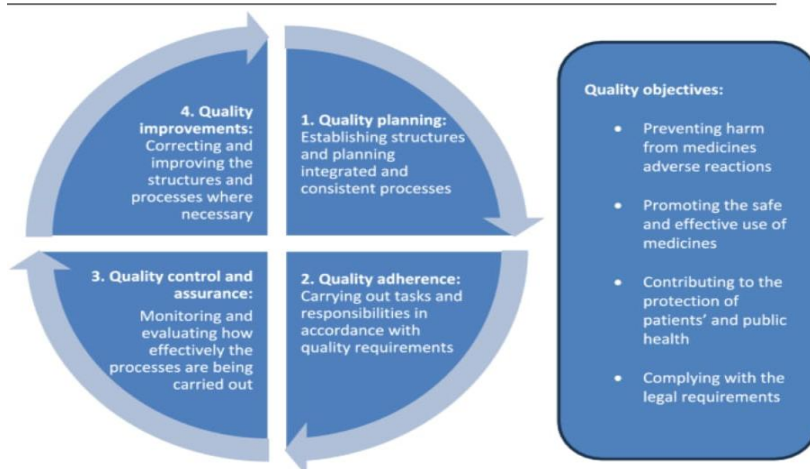 4. Quality
improvements:
Correcting and
improving the
structures and
processes where
necessary
1. Quality planning:
Establishing structures
and planning
integrated and
consistent processes
3. Quality control and
assurance:
Monitoring and
evaluating how
effectively the
processes are being
carried out
2. Quality adherence:
Carrying out tasks and
responsibilities in
accordance with
quality requirements
Quality objectives:
• Preventing harm
from medicines
adverse reactions
• Promoting the safe
and effective use of
medicines
• Contributing to the
protection of
patients’ and public
health
• Complying with the
legal requirements